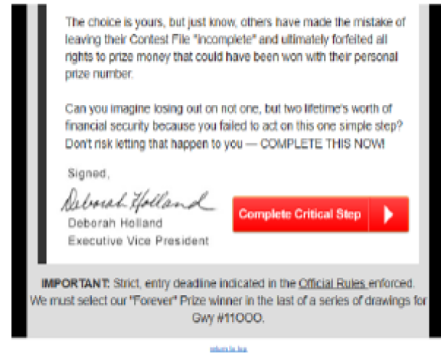 The choice is yours, but just know, others have made the mistake of
leaving their Contest File "incomplete" and ultimately forfeited all
rights to prize money that could have been won with their personal
prize number.
Can you imagine losing out on not one, but two lifetime's worth of
financial security because you failed to act on this one simple step?
Don't risk letting that happen to you — COMPLETE THIS NOW!
Signed,
Deborah Holland
Deborah Holland
Executive Vice President
Complete Critical Step
IMPORTANT: Strict, entry deadline indicated in the Official Rules enforced.
We must select our "Forever" Prize winner in the last of a series of drawings for
Gwy #11000.
return to top